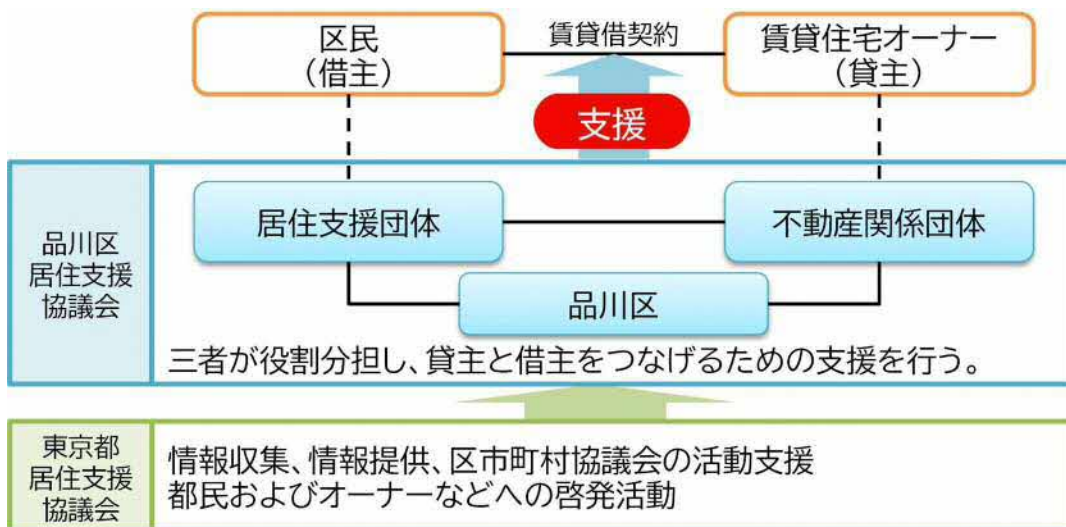 区民
（借主）
賃貸借契約
賃貸住宅オーナー
（貸主）
支援
品川区
居住支援
協議会
居住支援団体
不動産関係団体
品川区
三者が役割分担し、貸主と借主をつなげるための支援を行う。
東京都
居住支援
協議会
情報収集、情報提供、区市町村協議会の活動支援
都民およびオーナーなどへの啓発活動